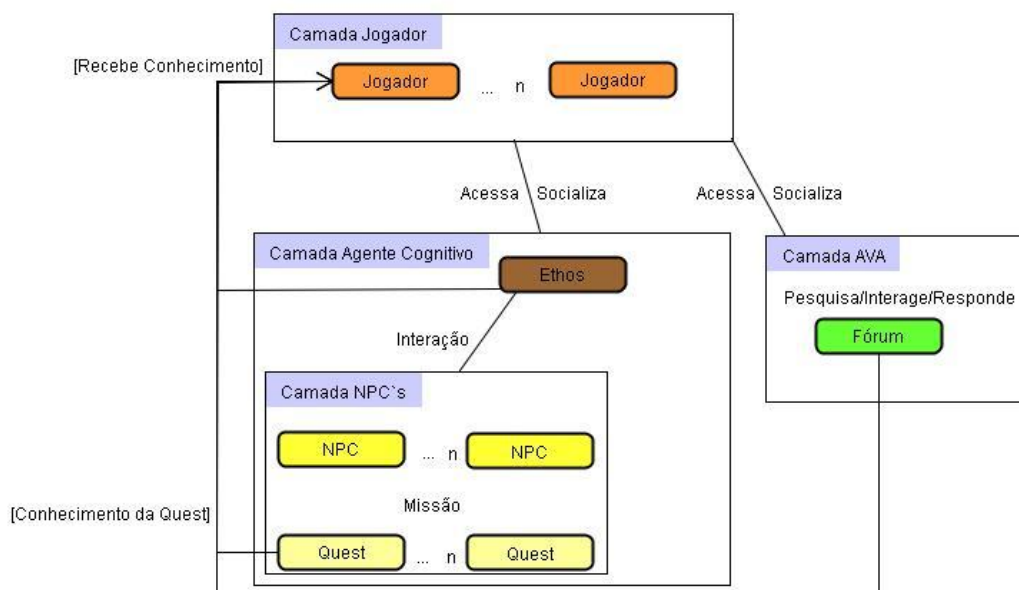 Camada Jogador
[Recebe Conhecimento]
Jogador ... n Jogador
Acessa Socializa
Acessa Socializa
Camada Agente Cognitivo
Ethos
Camada AVA
Pesquisa/Interage/Responde
Fórum
Interação
Camada NPC`s
NPC ... n NPC
Missão
[Conhecimento da Quest]
Quest ... n Quest